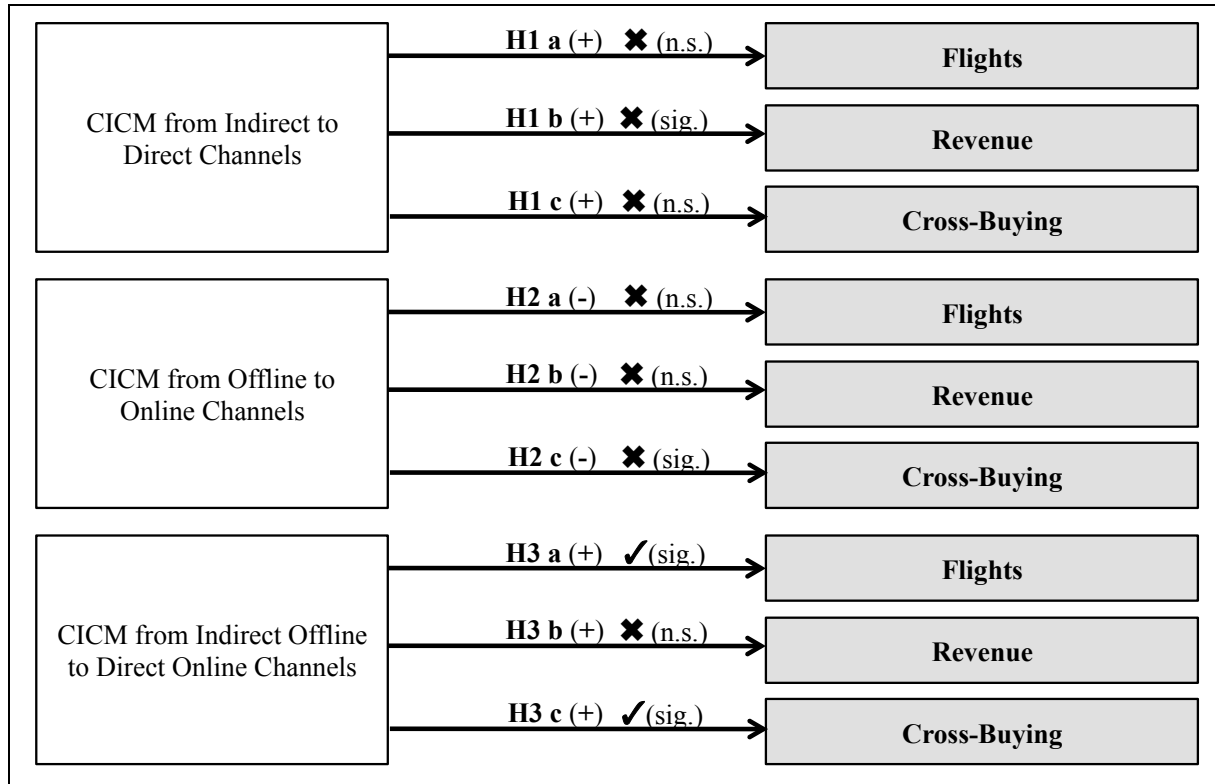 H1 a (+) ✖ (n.s.)
Flights
CICM from Indirect to
Direct Channels
H1 b (+) ✖ (sig.)
Revenue
H1 c (+) ✖ (n.s.)
Cross-Buying
H2 a (-) ✖ (n.s.)
Flights
CICM from Offline to
Online Channels
H2 b (-) ✖ (n.s.)
Revenue
H2 c (-) ✖ (sig.)
Cross-Buying
H3 a (+) ✓(sig.)
Flights
CICM from Indirect Offline
to Direct Online Channels
H3 b (+) ✖ (n.s.)
Revenue
H3 c (+) ✓(sig.)
Cross-Buying